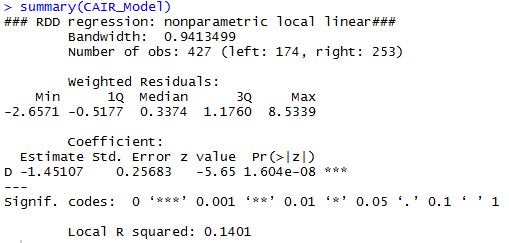 > summary(CAIR_Model)
### RDD regression: nonparametric local linear###
Bandwidth: 0.9413499
Number of obs: 427 (left: 174, right: 253)
Weighted Residuals:
Min 1Q Median 3Q Max
-2.6571 -0.5177 0.3374 1.1760 8.5339
Coefficient:
Estimate Std. Error z value Pr(>|z|)
D -1.45107 0.25683 -5.65 1.604e-08 ***
---
Signif. codes: 0 ‘***’ 0.001 ‘**’ 0.01 ‘*’ 0.05 ‘.’ 0.1 ‘ ’ 1
Local R squared: 0.1401